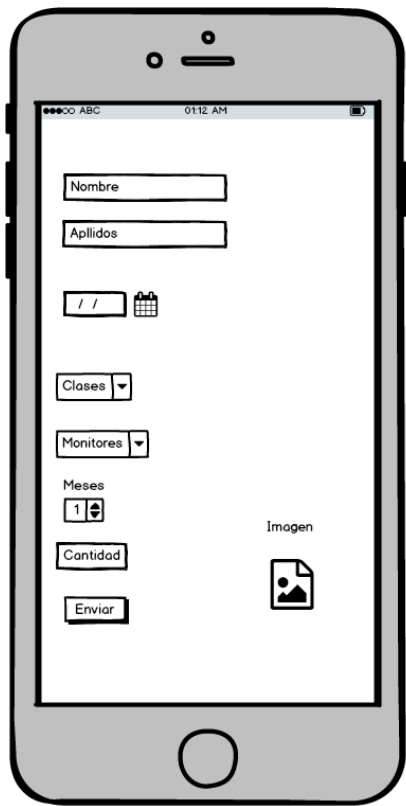 ABC 01:12 AM
Nombre
Apllidos
/ /
Clases
Monitores
Meses
1
Imagen
Cantidad
Enviar